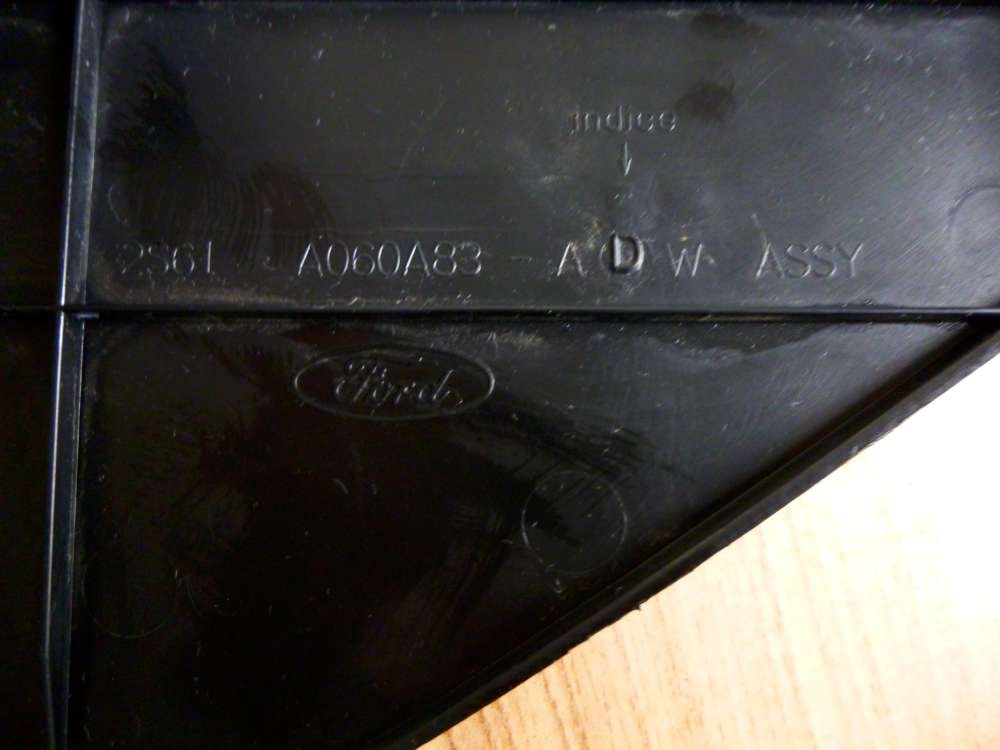 indice
2S61 A060A83 - A D W ASSY
Ford